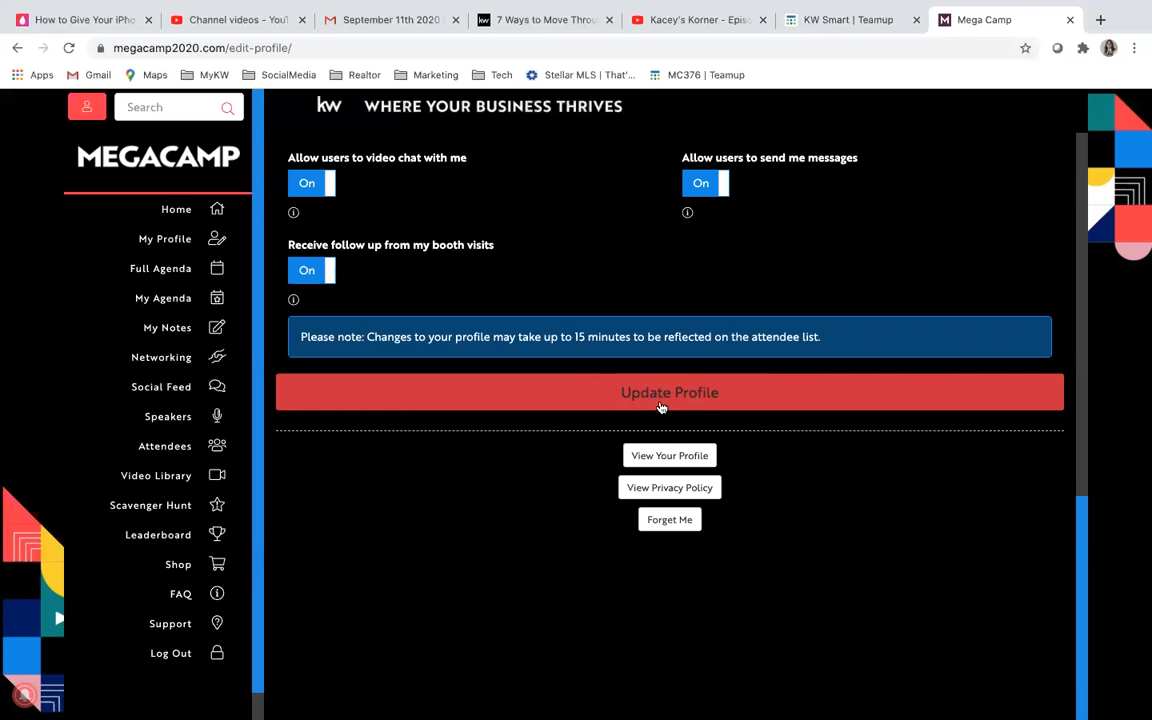 How to Give Your iPho
Channel videos - YouT
September 11th 2020
kw 7 Ways to Move Throu
Kacey's Korner - Epis
KW Smart | Teamup
M Mega Camp
megacamp2020.com/edit-profile/
Apps
Gmail
Maps
MyKW
SocialMedia
Realtor
Marketing
Tech
Stellar MLS | That'...
MC376 | Teamup
Search
MEGACAMP
Home
My Profile
Full Agenda
My Agenda
My Notes
Networking
Social Feed
Speakers
Attendees
Video Library
Scavenger Hunt
Leaderboard
Shop
FAQ
Support
Log Out
kw WHERE YOUR BUSINESS THRIVES
Allow users to video chat with me
On
Allow users to send me messages
On
Receive follow up from my booth visits
On
Please note: Changes to your profile may take up to 15 minutes to be reflected on the attendee list.
Update Profile
View Your Profile
View Privacy Policy
Forget Me